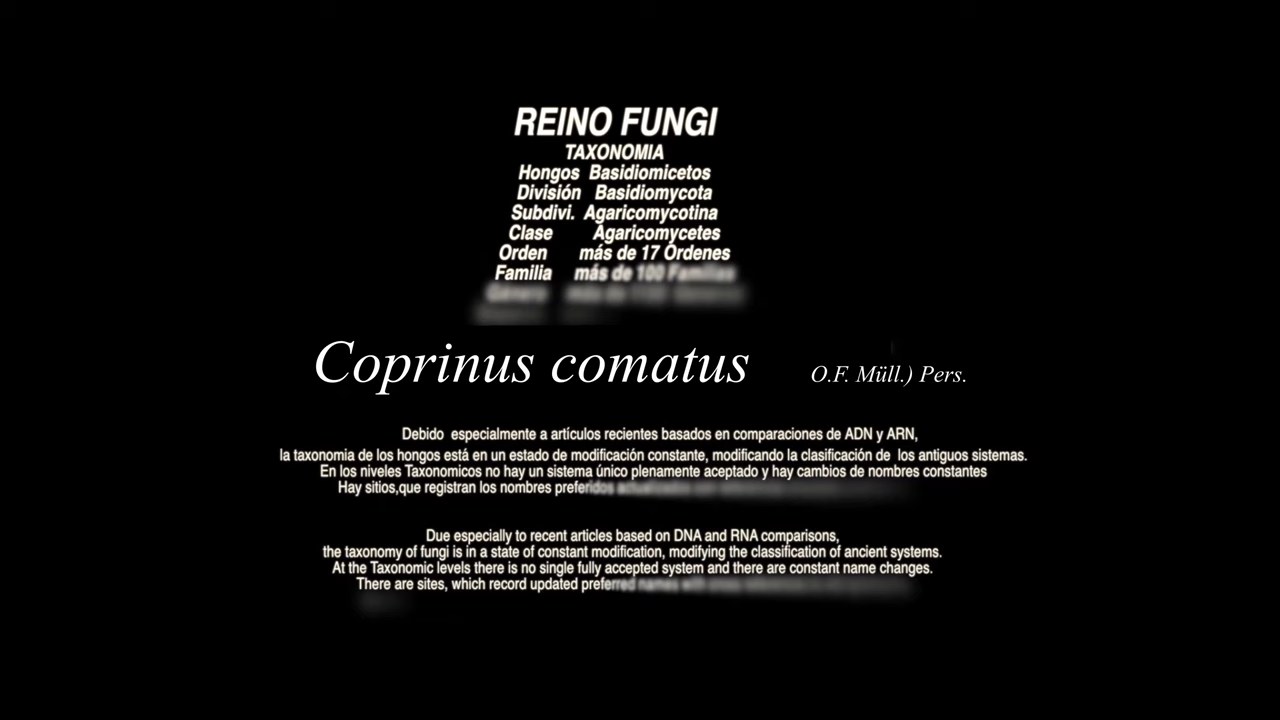 REINO FUNGI
TAXONOMIA
Hongos Basidiomicetos
División Basidiomycota
Subdivi. Agaricomycotina
Clase Agaricomycetes
Orden más de 17 Ordenes
Familia más de 100 Familias
Género más de
Coprinus comatus O.F. Müll.) Pers.
Debido especialmente a artículos recientes basados en comparaciones de ADN y ARN,
la taxonomia de los hongos está en un estado de modificación constante, modificando la clasificación de los antiguos sistemas.
En los niveles Taxonomicos no hay un sistema único plenamente aceptado y hay cambios de nombres constantes
Hay sitios,que registran los nombres preferidos
Due especially to recent articles based on DNA and RNA comparisons,
the taxonomy of fungi is in a state of constant modification, modifying the classification of ancient systems.
At the Taxonomic levels there is no single fully accepted system and there are constant name changes.
There are sites, which record updated preferred names with